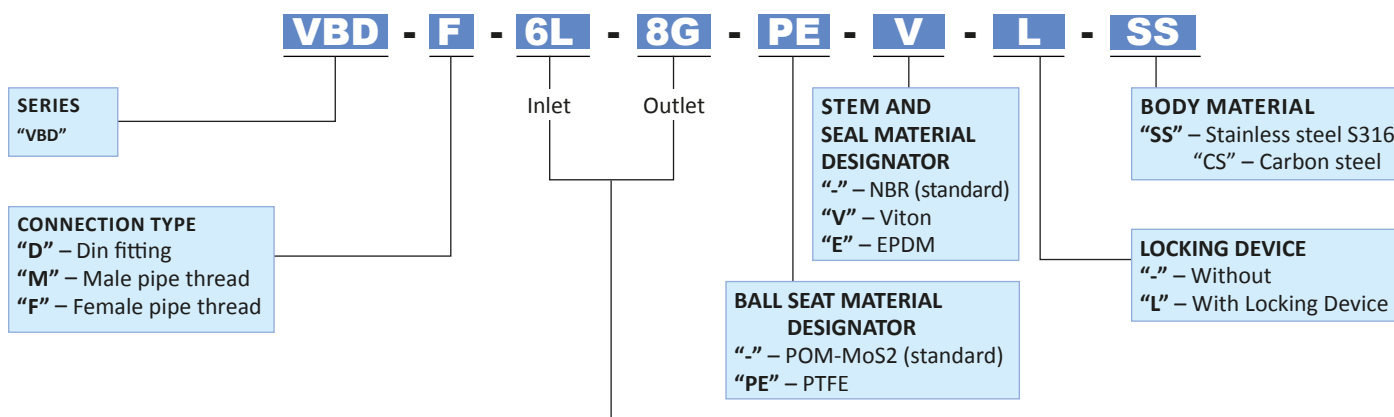 VBD - F - 6L - 8G - PE - V - L - SS
SERIES
“VBD”
Inlet
Outlet
STEM AND
SEAL MATERIAL
DESIGNATOR
“-” – NBR (standard)
“V” – Viton
“E” – EPDM
BODY MATERIAL
“SS” – Stainless steel S316
“CS” – Carbon steel
CONNECTION TYPE
“D” – Din fitting
“M” – Male pipe thread
“F” – Female pipe thread
LOCKING DEVICE
“-” – Without
“L” – With Locking Device
BALL SEAT MATERIAL
DESIGNATOR
“-” – POM-MoS2 (standard)
“PE” – PTFE